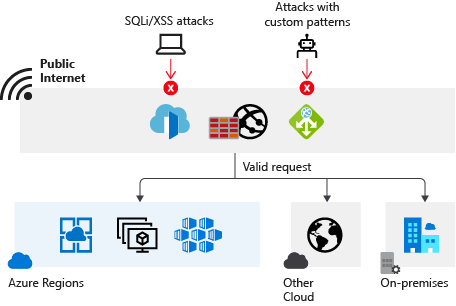 SQLi/XSS attacks
Attacks with
custom patterns
Public
Internet
X
X
Valid request
Azure Regions
Other
Cloud
On-premises